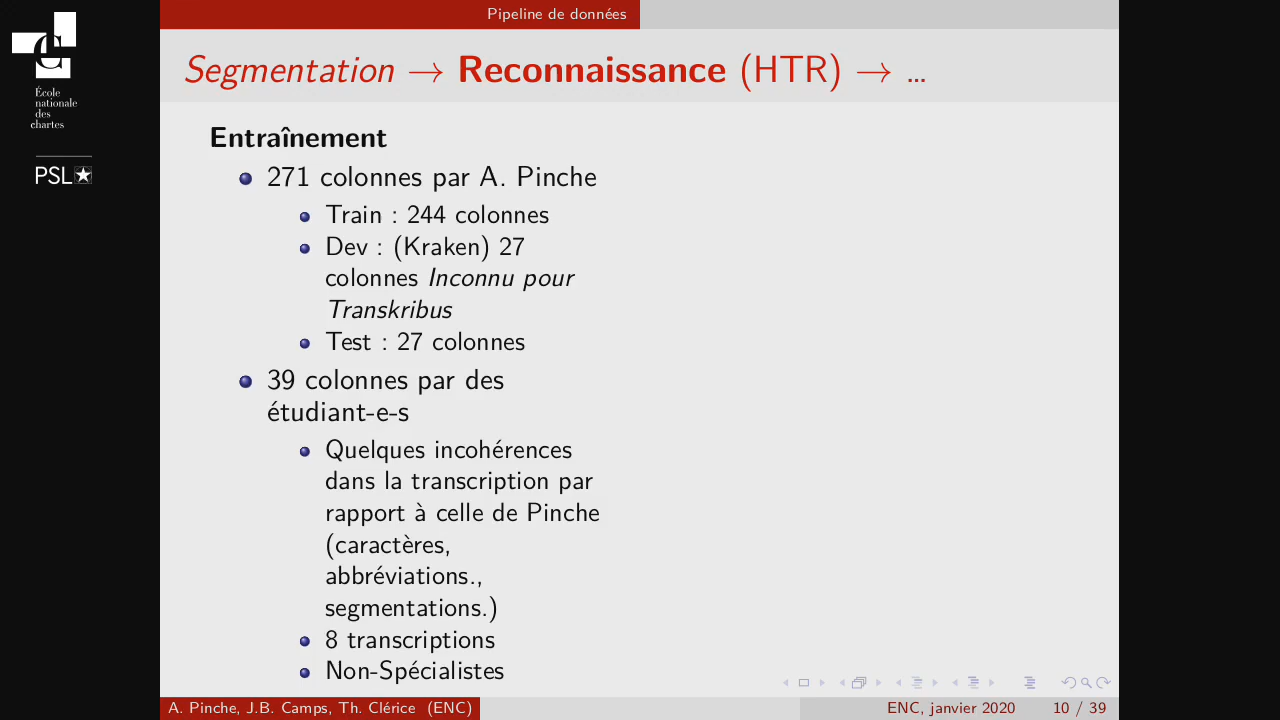 École
nationale
des
chartes
PSL
Pipeline de données
Segmentation → Reconnaissance (HTR) → ...
Entraînement
271 colonnes par A. Pinche
Train : 244 colonnes
Dev : (Kraken) 27
colonnes Inconnu pour
Transkribus
Test : 27 colonnes
39 colonnes par des
étudiant-e-s
Quelques incohérences
dans la transcription par
rapport à celle de Pinche
(caractères,
abbréviations.,
segmentations.)
8 transcriptions
Non-Spécialistes
A. Pinche, J.B. Camps, Th. Clérice (ENC)
ENC, janvier 2020
10 / 39